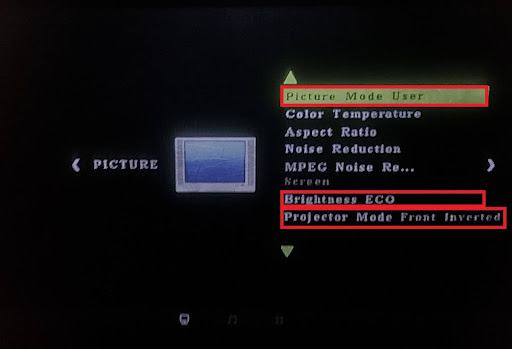 PICTURE
Picture Mode User
Color Temperature
Aspect Ratio
Noise Reduction
MPEG Noise Re...
Screen
Brightness ECO
Projector Mode Front Inverted